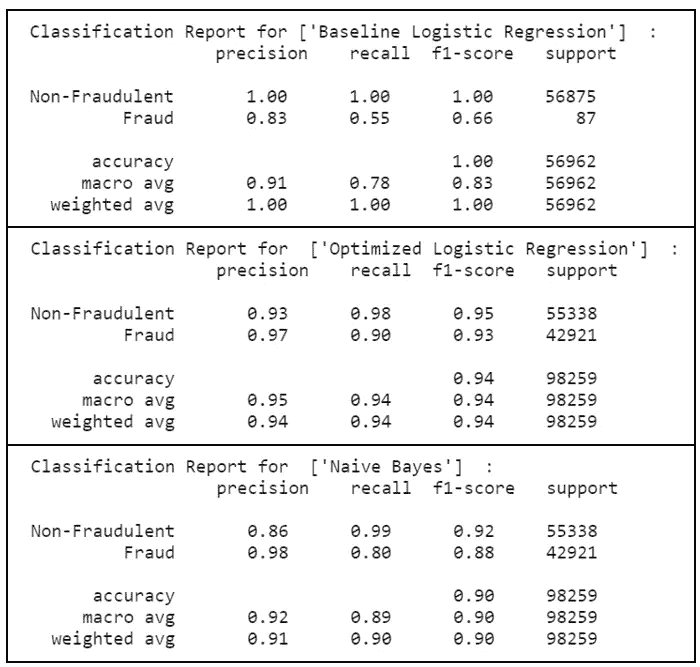 Classification Report for ['Baseline Logistic Regression'] :
precision recall f1-score support
Non-Fraudulent 1.00 1.00 1.00 56875
Fraud 0.83 0.55 0.66 87
accuracy 1.00 56962
macro avg 0.91 0.78 0.83 56962
weighted avg 1.00 1.00 1.00 56962
Classification Report for ['Optimized Logistic Regression'] :
precision recall f1-score support
Non-Fraudulent 0.93 0.98 0.95 55338
Fraud 0.97 0.90 0.93 42921
accuracy 0.94 98259
macro avg 0.95 0.94 0.94 98259
weighted avg 0.94 0.94 0.94 98259
Classification Report for ['Naive Bayes'] :
precision recall f1-score support
Non-Fraudulent 0.86 0.99 0.92 55338
Fraud 0.98 0.80 0.88 42921
accuracy 0.90 98259
macro avg 0.92 0.89 0.90 98259
weighted avg 0.91 0.90 0.90 98259